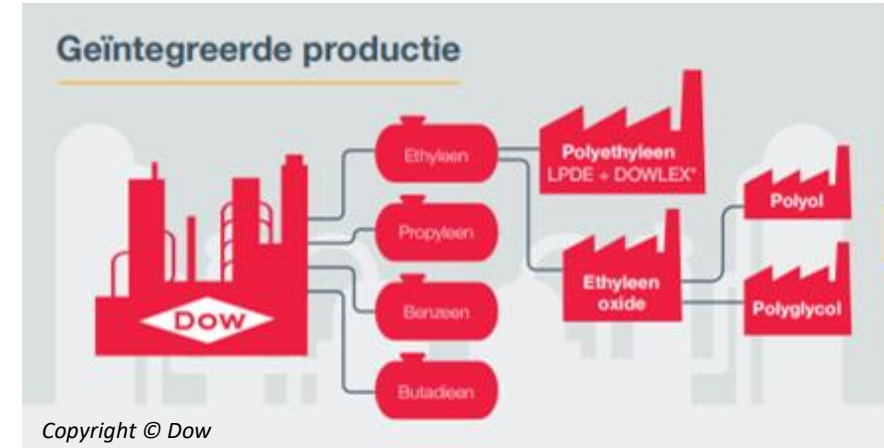 Geïntegreerde productie
Ethyleen
Polyethyleen
LPDE + DOWLEX*
Polyol
Propyleen
Ethyleen
oxide
Polyglycol
Benzeen
DOW
Butadieen
Copyright © Dow